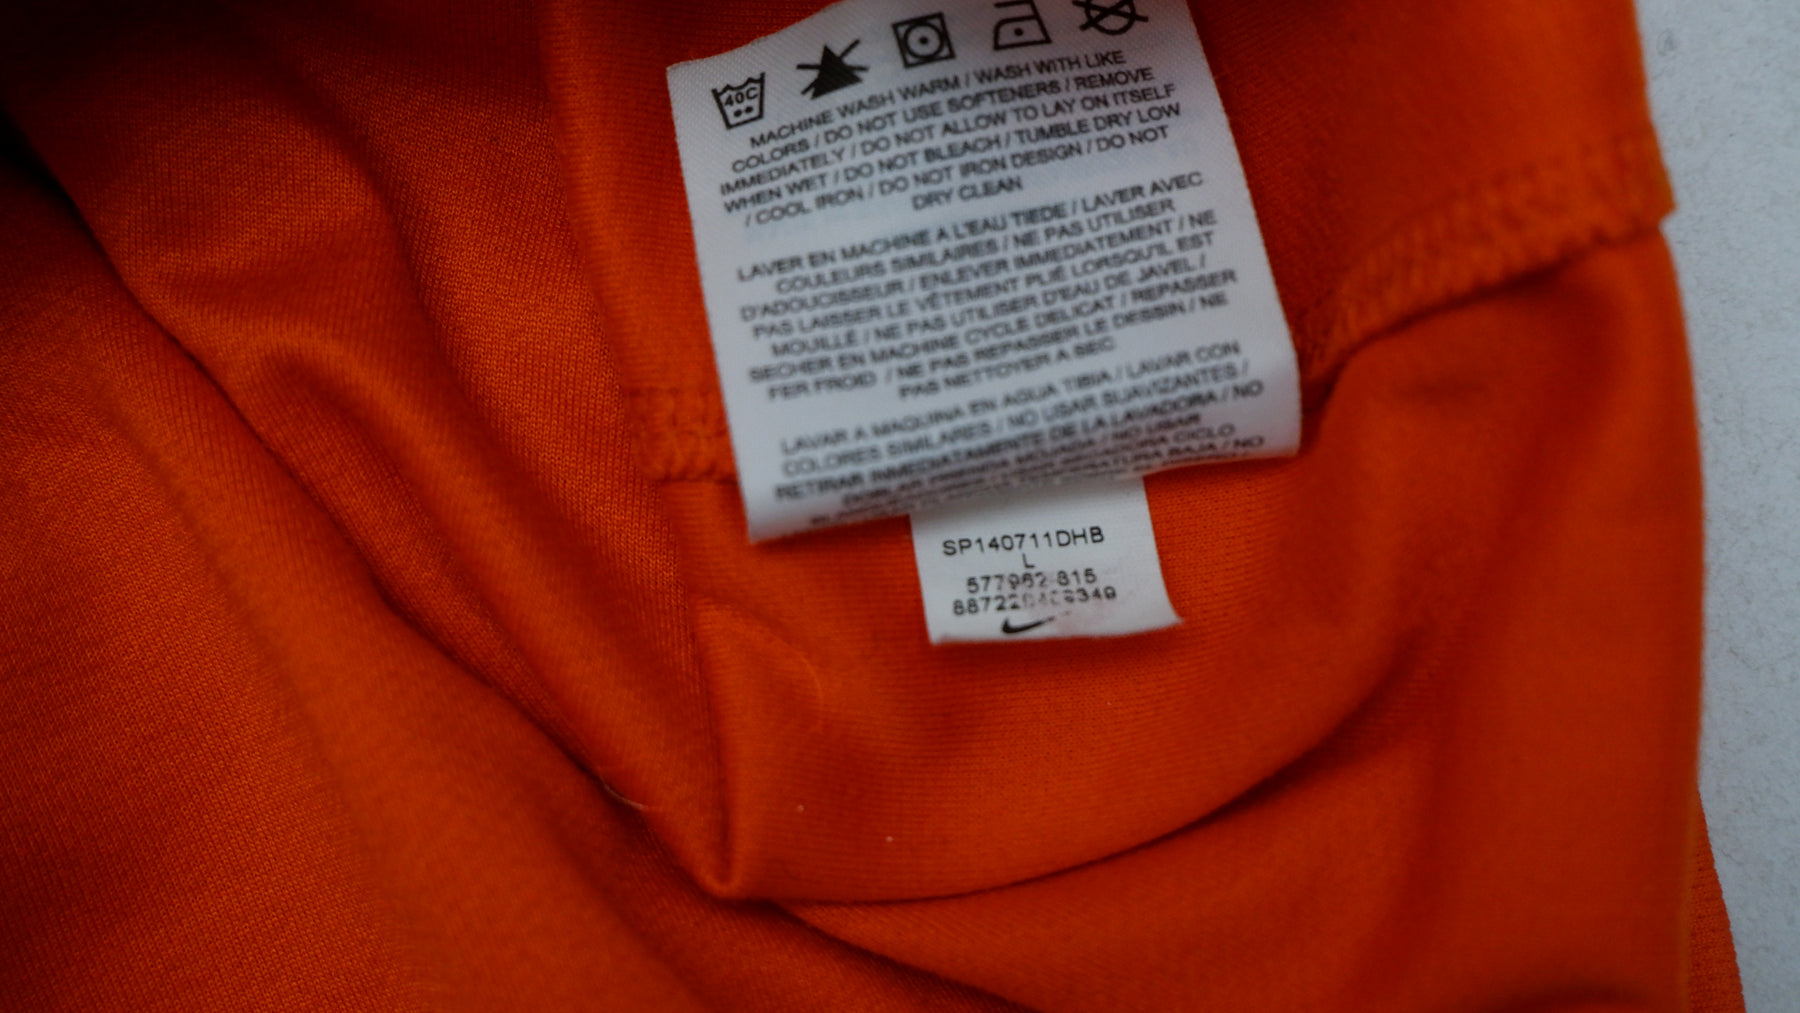 40C
MACHINE WASH WARM / WASH WITH LIKE
COLORS / DO NOT USE SOFTENERS / REMOVE
IMMEDIATELY / DO NOT ALLOW TO LAY ON ITSELF
WHEN WET / DO NOT BLEACH / TUMBLE DRY LOW
/ COOL IRON / DO NOT IRON DESIGN / DO NOT
DRY CLEAN
LAVER EN MACHINE A L'EAU TIEDE / LAVER AVEC
COULEURS SIMILAIRES / NE PAS UTILISER
D'ADOUCISSEUR / ENLEVER IMMEDIATEMENT / NE
PAS LAISSER LE VÊTEMENT PLIÉ LORSQU'IL EST
MOUILLÉ / NE PAS UTILISER D'EAU DE JAVEL /
SECHER EN MACHINE CYCLE DELICAT / REPASSER
FER FROID / NE PAS REPASSER LE DESSIN / NE
PAS NETTOYER A SEC
LAVAR A MAQUINA EN AGUA TIBIA / LAVAR CON
COLORES SIMILARES / NO USAR SUAVIZANTES /
RETIRAR INMEDIATAMENTE DE LA LAVADORA / NO
SP140711DHB
L
577962-815